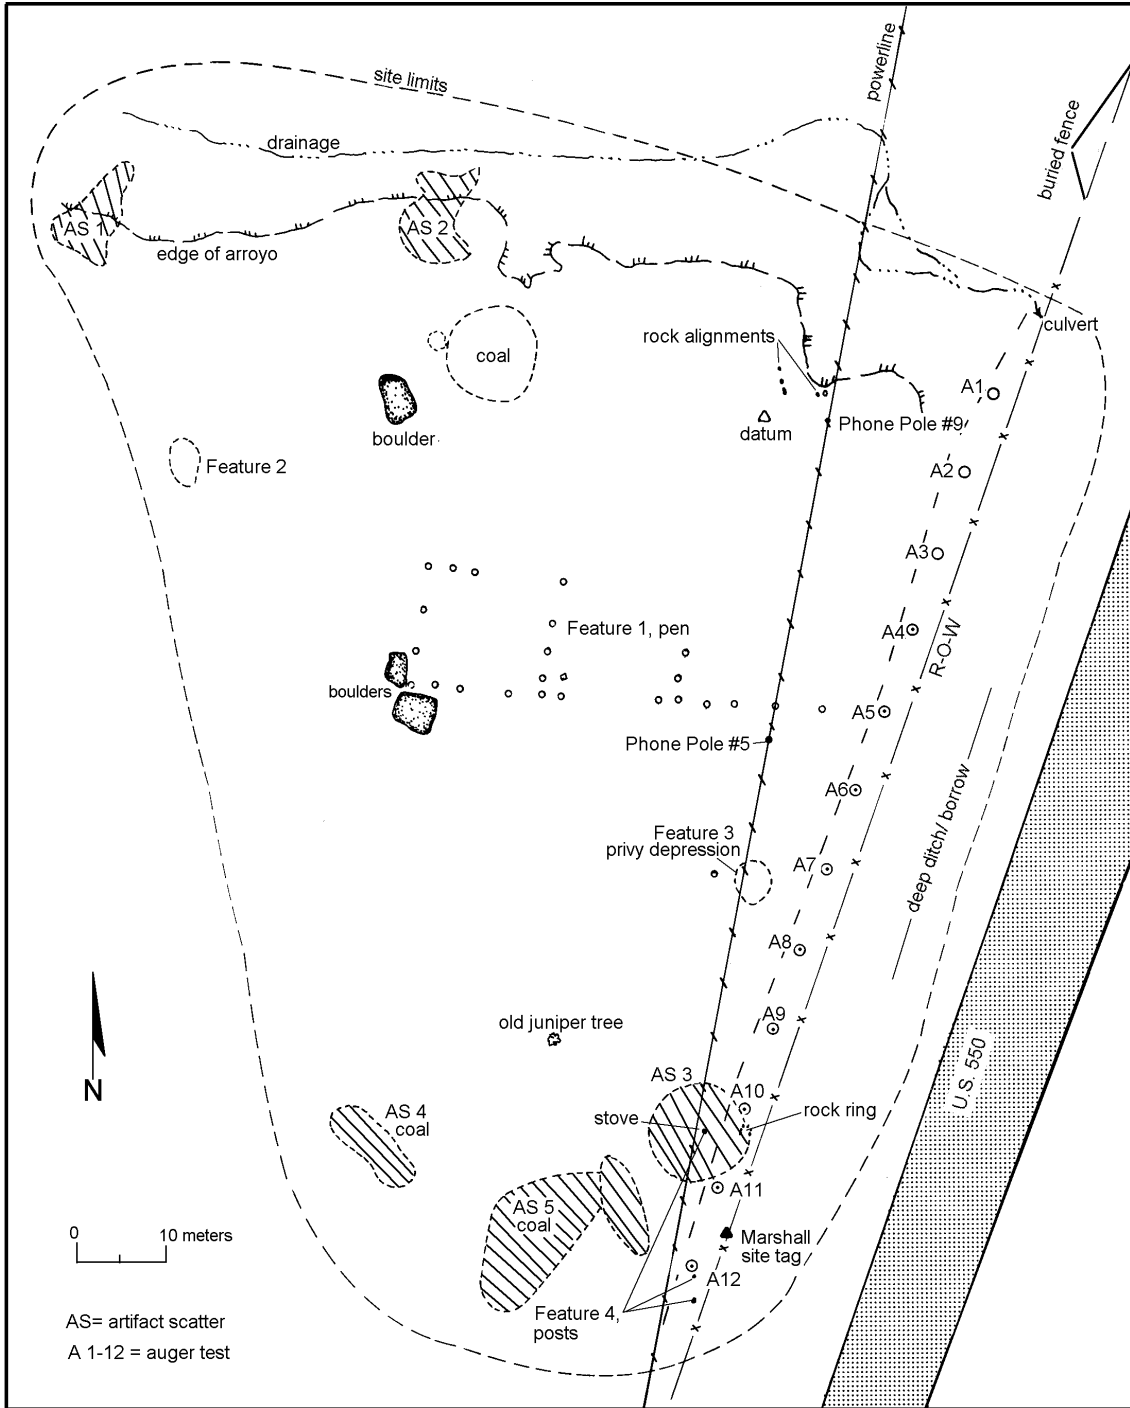 powerline
site limits
buried fence
drainage
AS 1
AS 2
edge of arroyo
culvert
rock alignments
coal
A1
boulder
datum
Phone Pole #9
Feature 2
A2
A3
Feature 1, pen
A4
R-O-W
boulders
A5
Phone Pole #5
A6
deep ditch/ borrow
Feature 3
privy depression
A7
A8
N
old juniper tree
A9
U.S. 550
AS 3
A10
AS 4
coal
stove
rock ring
A11
AS 5
coal
0 10 meters
Marshall
site tag
A12
Feature 4,
posts
AS= artifact scatter
A 1-12 = auger test